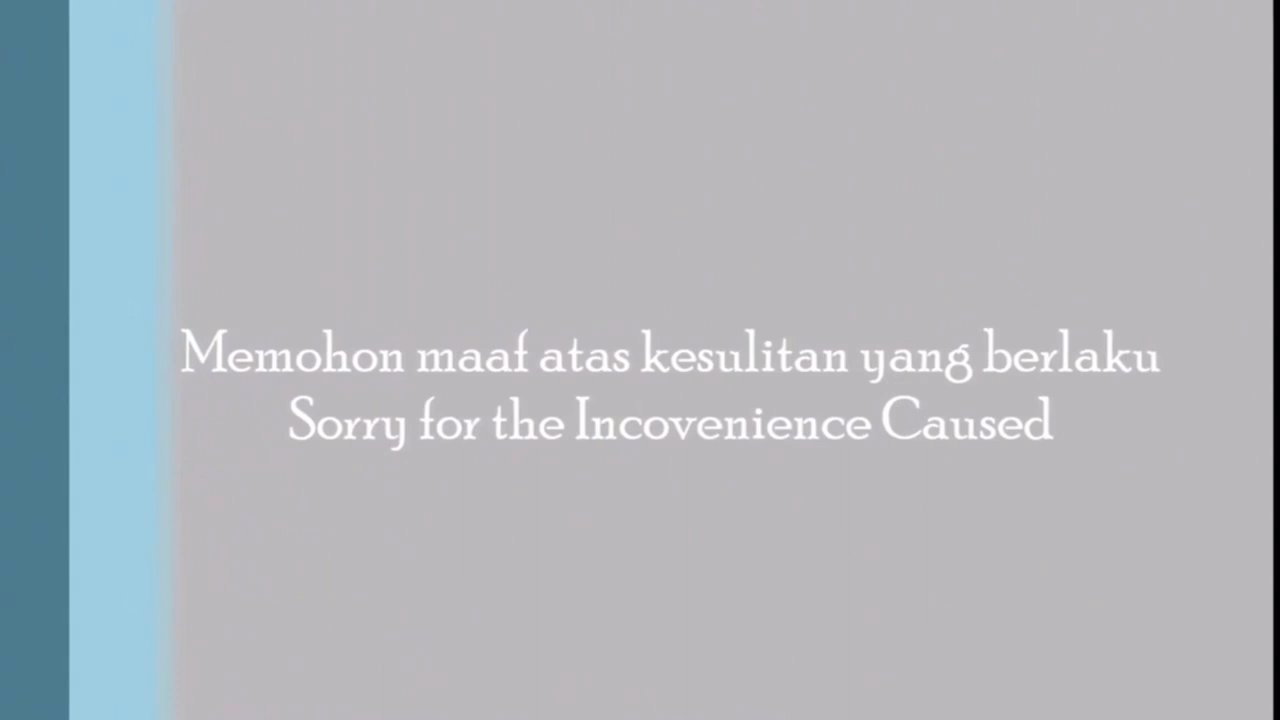 Memohon maaf atas kesulitan yang berlaku
Sorry for the Incovenience Caused